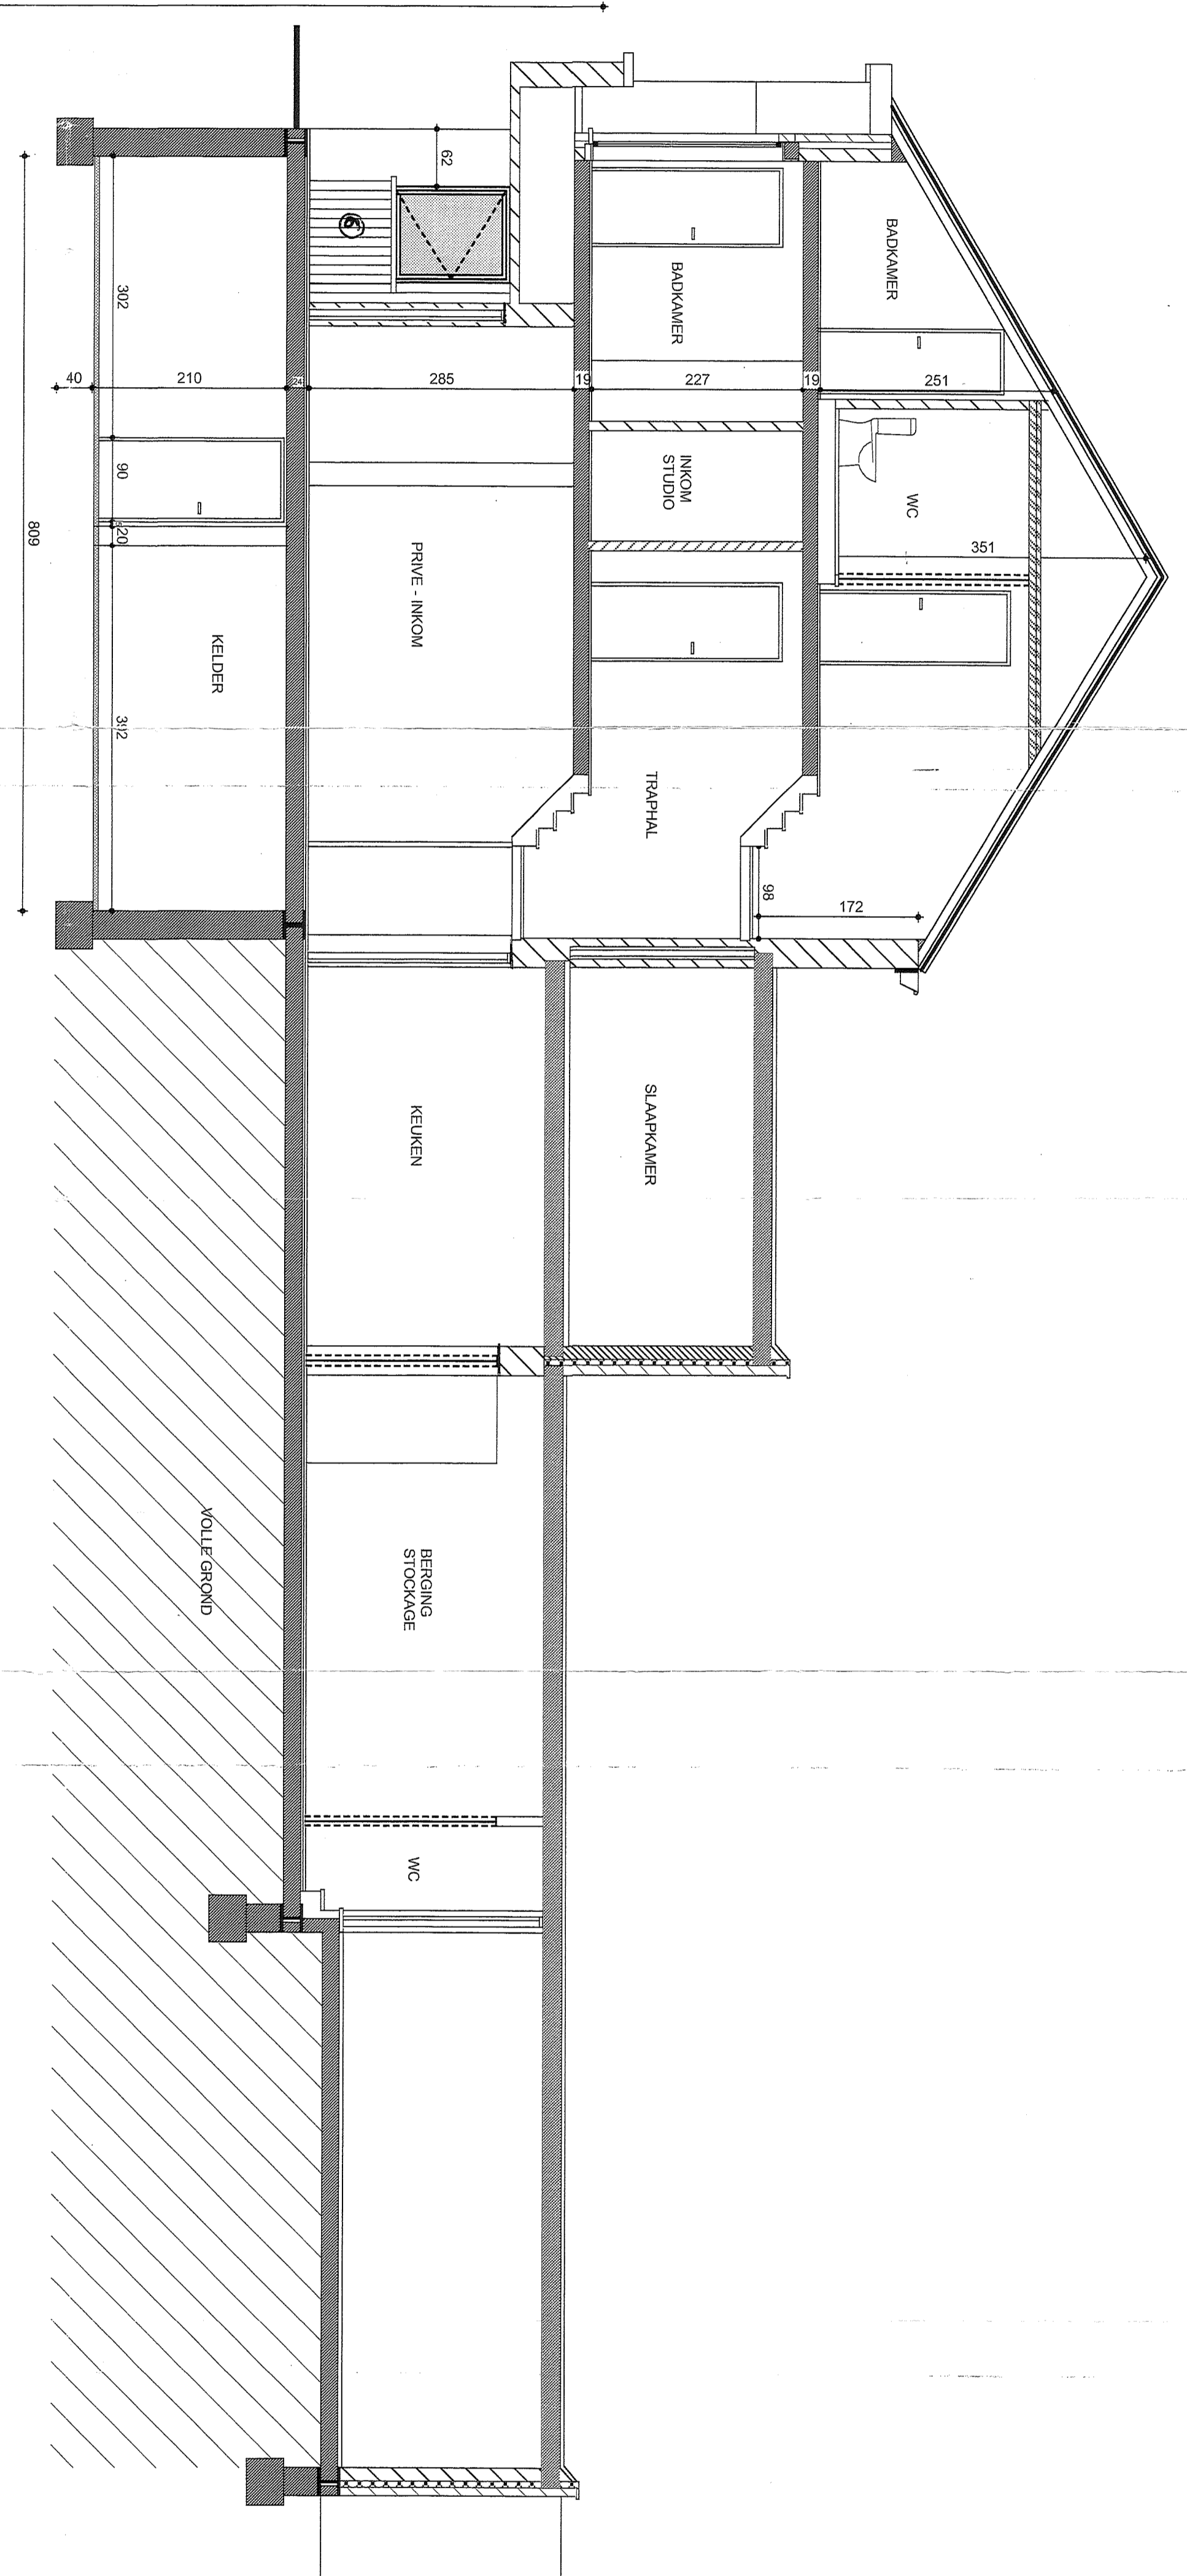 351
251
WC
BADKAMER
172
19
98
227
BADKAMER
INKOM
STUDIO
TRAPHAL
SLAAPKAMER
19
285
62
PRIVE - INKOM
KEUKEN
BERGING
STOCKAGE
WC
24
210
KELDER
VOLLE GROND
302
90
20
392
40
809